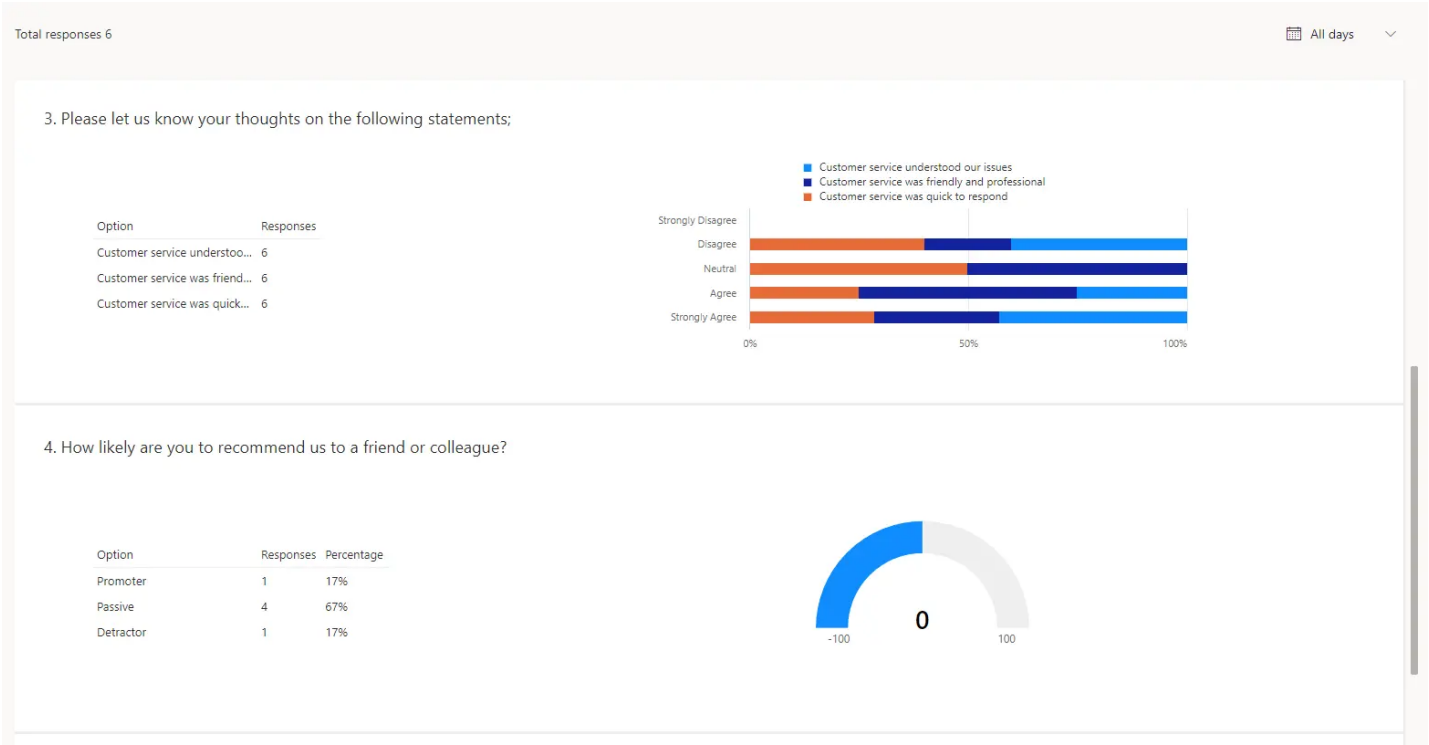 Total responses 6
All days
3. Please let us know your thoughts on the following statements;
Customer service understood our issues
Customer service was friendly and professional
Customer service was quick to respond
Option Responses
Customer service understoo... 6
Customer service was friend... 6
Customer service was quick... 6
Strongly Disagree
Disagree
Neutral
Agree
Strongly Agree
0% 50% 100%
4. How likely are you to recommend us to a friend or colleague?
Option Responses Percentage
Promoter 1 17%
Passive 4 67%
Detractor 1 17%
0
-100 100